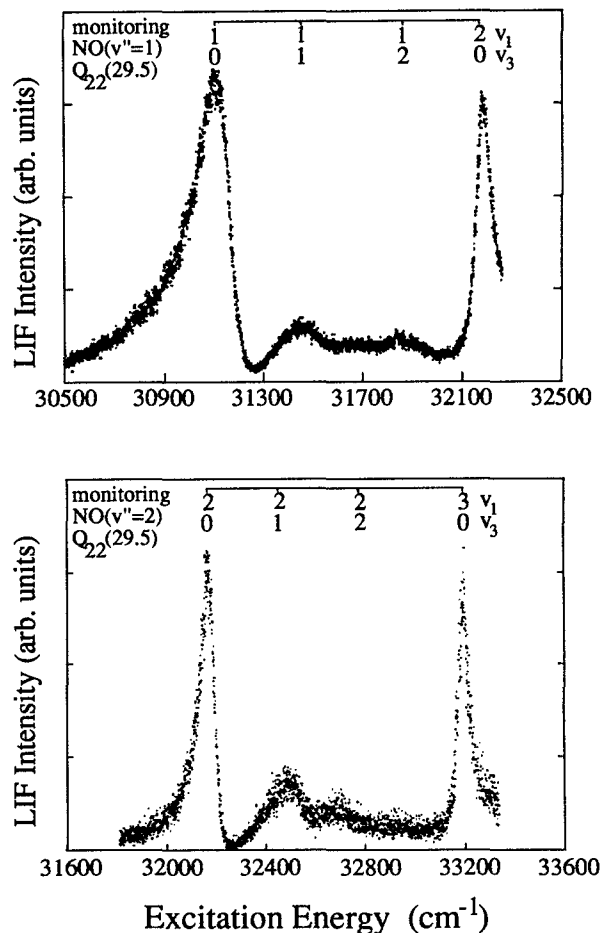 monitoring 1 1 1 2 v₁
NO(v"=1) 0 1 2 0 v₃
Q₂₂(29.5)
LIF Intensity (arb. units)
30500 30900 31300 31700 32100 32500
monitoring 2 2 2 3 v₁
NO(v"=2) 0 1 2 0 v₃
Q₂₂(29.5)
LIF Intensity (arb. units)
31600 32000 32400 32800 33200 33600
Excitation Energy (cm⁻¹)